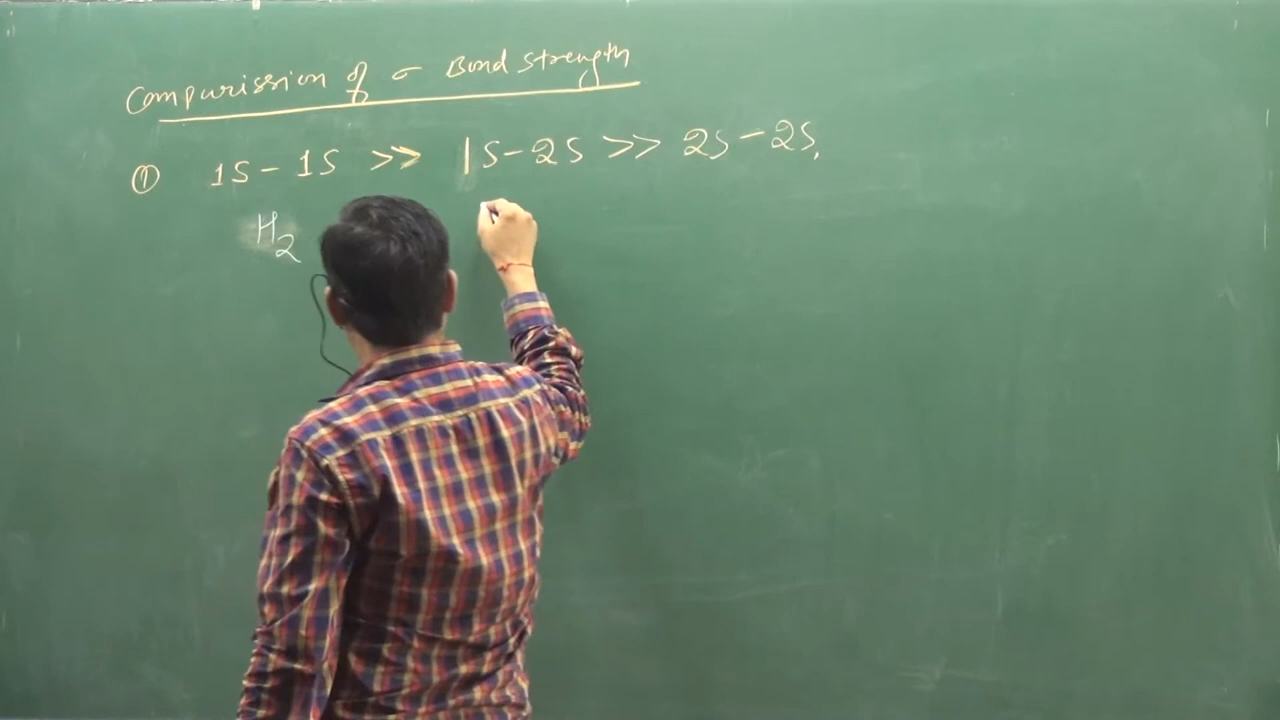 Comparission of σ Bond strength
① 1S-1S >> 1S-2S >> 2S-2S,
H2